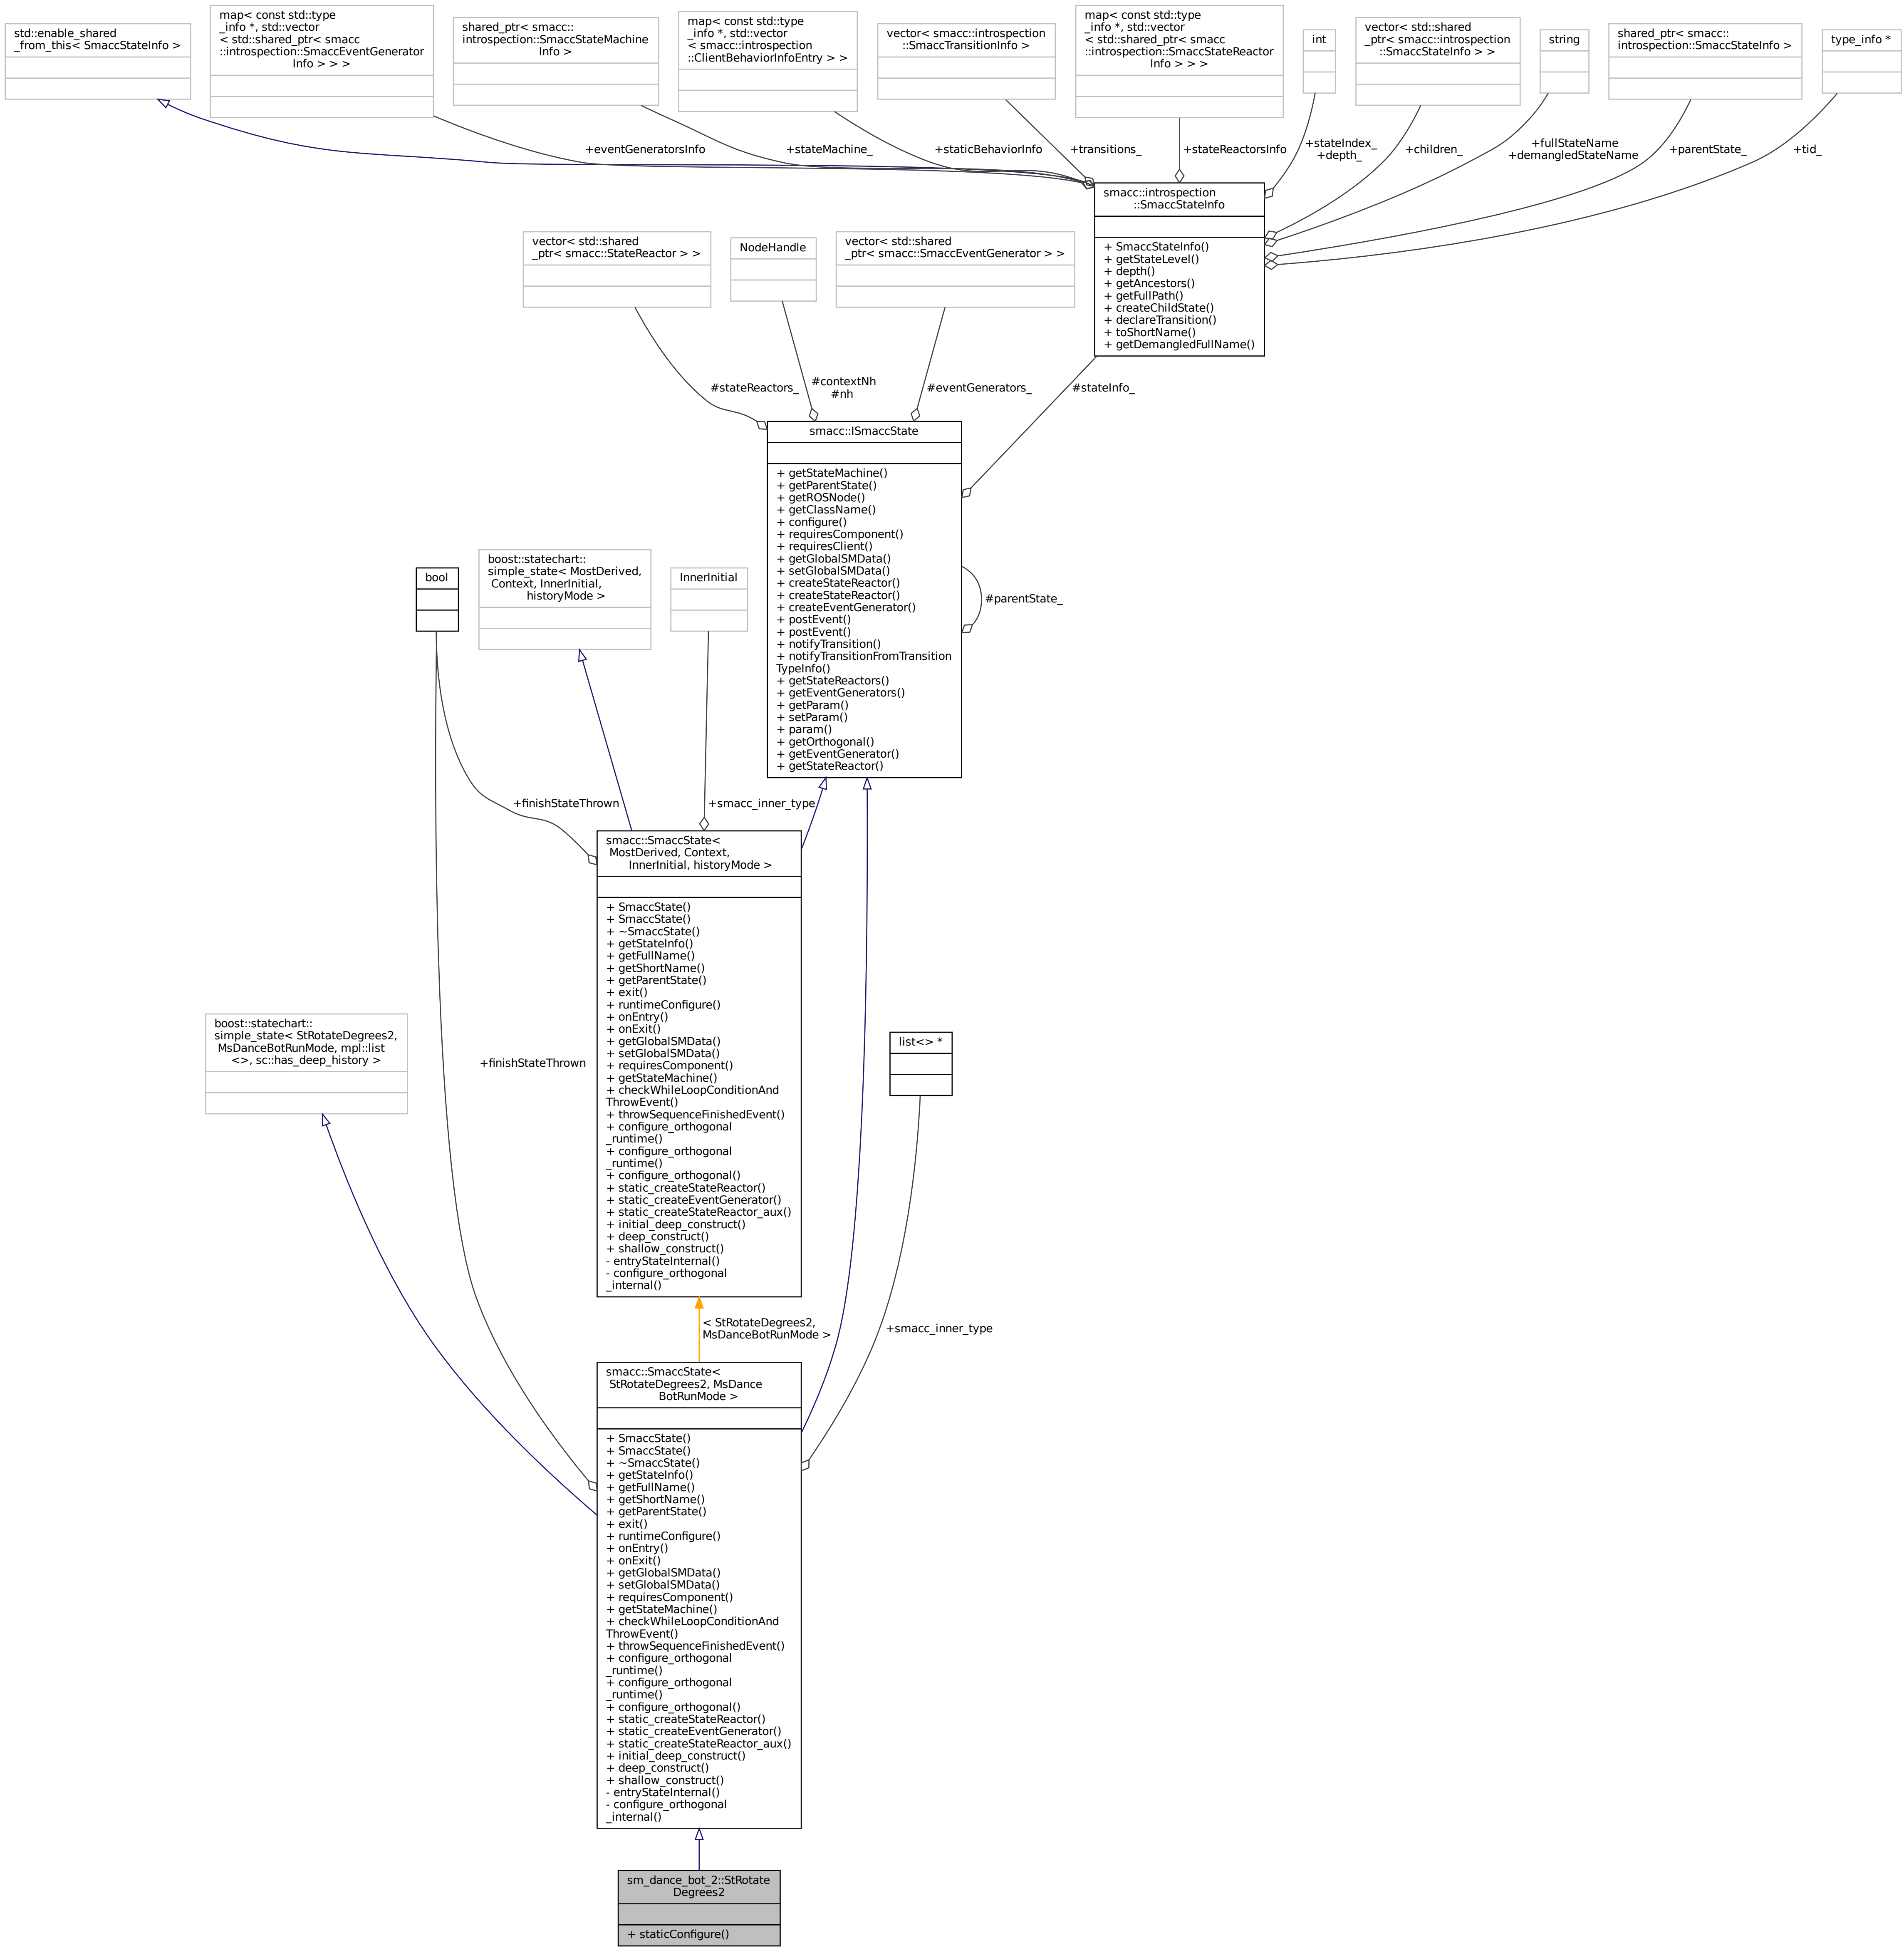 std::enable_shared
_from_this< SmaccStateInfo >
map< const std::type
_info *, std::vector
< std::shared_ptr< smacc
::introspection::SmaccEventGenerator
Info > > >
shared_ptr< smacc::
introspection::SmaccStateMachine
Info >
map< const std::type
_info *, std::vector
< smacc::introspection
::ClientBehaviorInfoEntry > >
vector< smacc::introspection
::SmaccTransitionInfo >
map< const std::type
_info *, std::vector
< std::shared_ptr< smacc
::introspection::SmaccStateReactor
Info > > >
int
vector< std::shared
_ptr< smacc::introspection
::SmaccStateInfo > >
string
shared_ptr< smacc::
introspection::SmaccStateInfo >
type_info *
+eventGeneratorsInfo
+stateMachine_
+staticBehaviorInfo
+transitions_
+stateReactorsInfo
+stateIndex_
+depth_
+children_
+fullStateName
+demangledStateName
+parentState_
+tid_
smacc::introspection
::SmaccStateInfo
+ SmaccStateInfo()
+ getStateLevel()
+ depth()
+ getAncestors()
+ getFullPath()
+ createChildState()
+ declareTransition()
+ toShortName()
+ getDemangledFullName()
vector< std::shared
_ptr< smacc::StateReactor > >
NodeHandle
vector< std::shared
_ptr< smacc::SmaccEventGenerator > >
#stateReactors_
#contextNh
#nh
#eventGenerators_
#stateInfo_
smacc::ISmaccState
+ getStateMachine()
+ getParentState()
+ getROSNode()
+ getClassName()
+ configure()
+ requiresComponent()
+ requiresClient()
+ getGlobalSMData()
+ setGlobalSMData()
+ createStateReactor()
+ createStateReactor()
+ createEventGenerator()
+ postEvent()
+ postEvent()
+ notifyTransition()
+ notifyTransitionFromTransition
TypeInfo()
+ getStateReactors()
+ getEventGenerators()
+ getParam()
+ setParam()
+ param()
+ getOrthogonal()
+ getEventGenerator()
+ getStateReactor()
#parentState_
bool
boost::statechart::
simple_state< MostDerived,
Context, InnerInitial,
historyMode >
InnerInitial
+finishStateThrown
+smacc_inner_type
smacc::SmaccState<
MostDerived, Context,
InnerInitial, historyMode >
+ SmaccState()
+ SmaccState()
+ ~SmaccState()
+ getStateInfo()
+ getFullName()
+ getShortName()
+ getParentState()
+ exit()
+ runtimeConfigure()
+ onEntry()
+ onExit()
+ getGlobalSMData()
+ setGlobalSMData()
+ requiresComponent()
+ getStateMachine()
+ checkWhileLoopConditionAnd
ThrowEvent()
+ throwSequenceFinishedEvent()
+ configure_orthogonal
_runtime()
+ configure_orthogonal
_runtime()
+ configure_orthogonal()
+ static_createStateReactor()
+ static_createEventGenerator()
+ static_createStateReactor_aux()
+ initial_deep_construct()
+ deep_construct()
+ shallow_construct()
- entryStateInternal()
- configure_orthogonal
_internal()
boost::statechart::
simple_state< StRotateDegrees2,
MsDanceBotRunMode, mpl::list
<>, sc::has_deep_history >
+finishStateThrown
list<> *
< StRotateDegrees2,
MsDanceBotRunMode >
+smacc_inner_type
smacc::SmaccState<
StRotateDegrees2, MsDance
BotRunMode >
+ SmaccState()
+ SmaccState()
+ ~SmaccState()
+ getStateInfo()
+ getFullName()
+ getShortName()
+ getParentState()
+ exit()
+ runtimeConfigure()
+ onEntry()
+ onExit()
+ getGlobalSMData()
+ setGlobalSMData()
+ requiresComponent()
+ getStateMachine()
+ checkWhileLoopConditionAnd
ThrowEvent()
+ throwSequenceFinishedEvent()
+ configure_orthogonal
_runtime()
+ configure_orthogonal
_runtime()
+ configure_orthogonal()
+ static_createStateReactor()
+ static_createEventGenerator()
+ static_createStateReactor_aux()
+ initial_deep_construct()
+ deep_construct()
+ shallow_construct()
- entryStateInternal()
- configure_orthogonal
_internal()
sm_dance_bot_2::StRotate
Degrees2
+ staticConfigure()